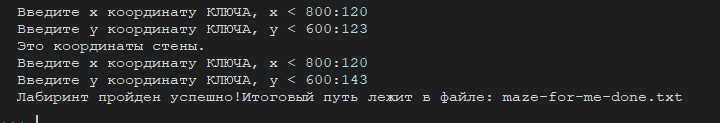 Введите x координату КЛЮЧА, x < 800:120
Введите y координату КЛЮЧА, y < 600:123
Это координаты стены.
Введите x координату КЛЮЧА, x < 800:120
Введите y координату КЛЮЧА, y < 600:143
Лабиринт пройден успешно!Итоговый путь лежит в файле: maze-for-me-done.txt